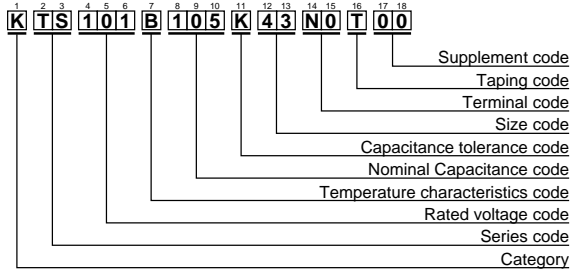 1 2 3 4 5 6 7 8 9 10 11 12 13 14 15 16 17 18
K T S 1 0 1 B 1 0 5 K 4 3 N 0 T 0 0
Supplement code
Taping code
Terminal code
Size code
Capacitance tolerance code
Nominal Capacitance code
Temperature characteristics code
Rated voltage code
Series code
Category